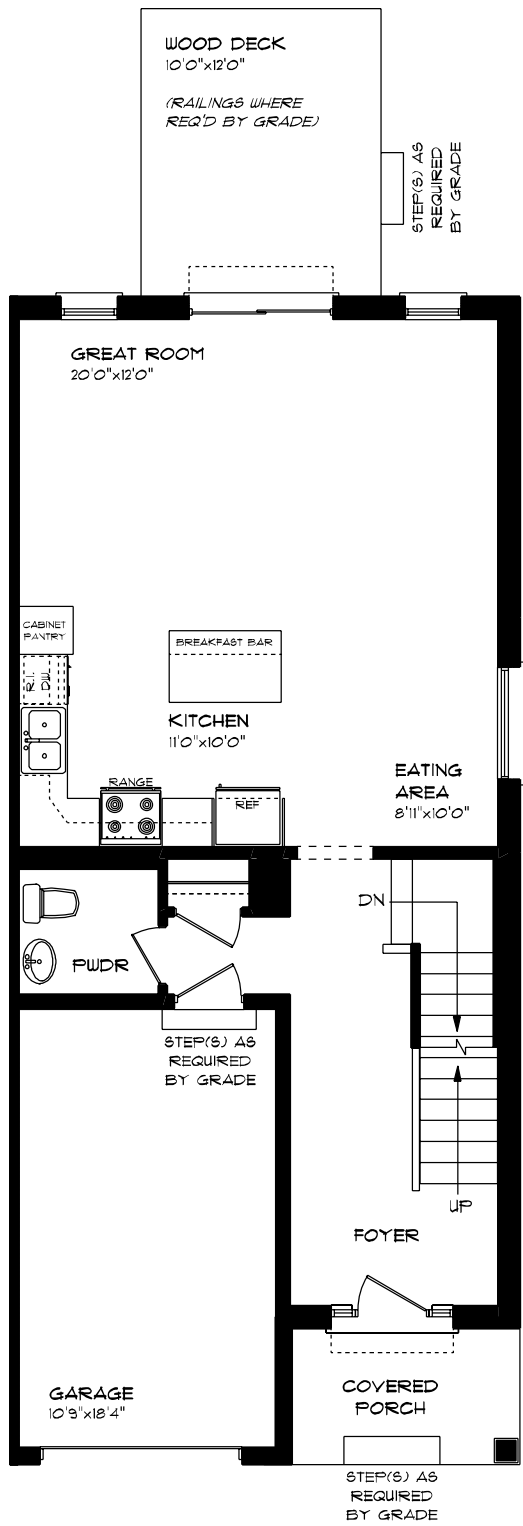 WOOD DECK
10'0"x12'0"
(RAILINGS WHERE
REQ'D BY GRADE)
STEP(S) AS
REQUIRED
BY GRADE
GREAT ROOM
20'0"x12'0"
CABINET
PANTRY
BREAKFAST BAR
R.I.
DW.
KITCHEN
11'0"x10'0"
EATING
AREA
8'11"x10'0"
RANGE
REF
DN
PWDR
STEP(S) AS
REQUIRED
BY GRADE
UP
FOYER
GARAGE
10'9"x18'4"
COVERED
PORCH
STEP(S) AS
REQUIRED
BY GRADE